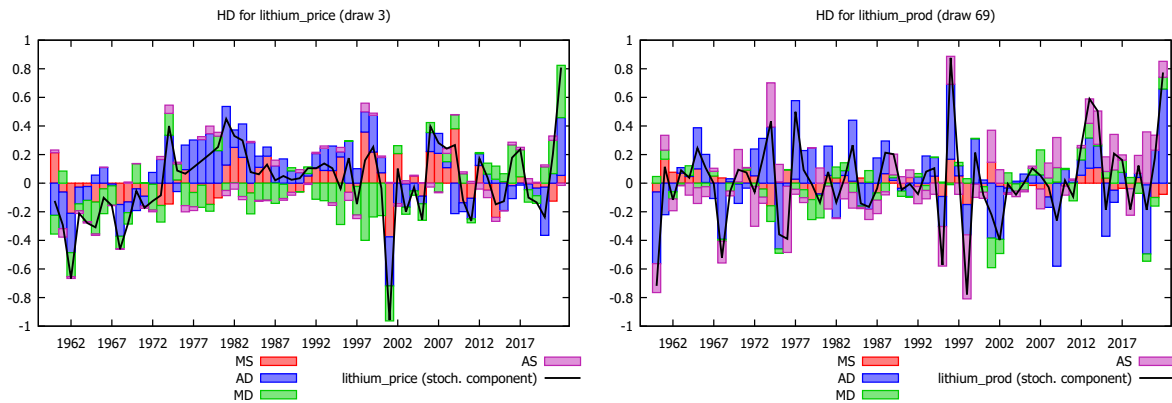 HD for lithium_price (draw 3)
1
0.8
0.6
0.4
0.2
0
-0.2
-0.4
-0.6
-0.8
-1
1962 1967 1972 1977 1982 1987 1992 1997 2002 2007 2012 2017
MS
AS
AD
lithium_price (stoch. component)
MD
HD for lithium_prod (draw 69)
1
0.8
0.6
0.4
0.2
0
-0.2
-0.4
-0.6
-0.8
-1
1962 1967 1972 1977 1982 1987 1992 1997 2002 2007 2012 2017
MS
AS
AD
lithium_prod (stoch. component)
MD